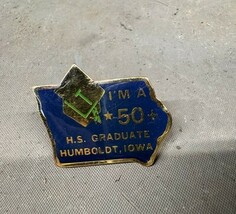 I'M A
50+
H.S. GRADUATE
HUMBOLDT, IOWA